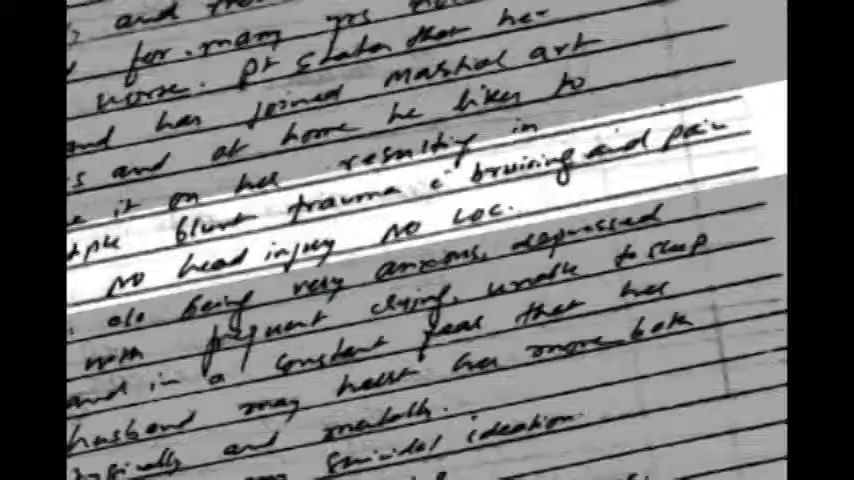 and
for many yrs
worse. pt states that her
and has joined martial art
s and at home he likes to
it on her resulting in
blunt trauma c̄ bruising and pain
NO head injury NO LOC.
c/o being very anxious, depressed
with frequent crying, unable to sleep
and in a constant fear that her
husband may hurt her more both
and mentally.
suicidal ideation.